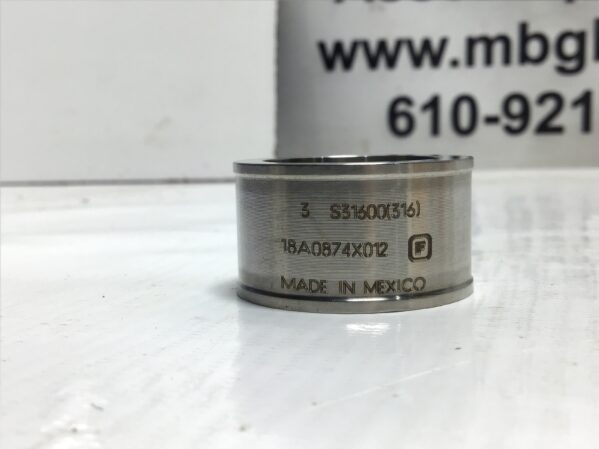 www.mbgl
610-921
3 S31600(316)
18A0874X012 F
MADE IN MEXICO